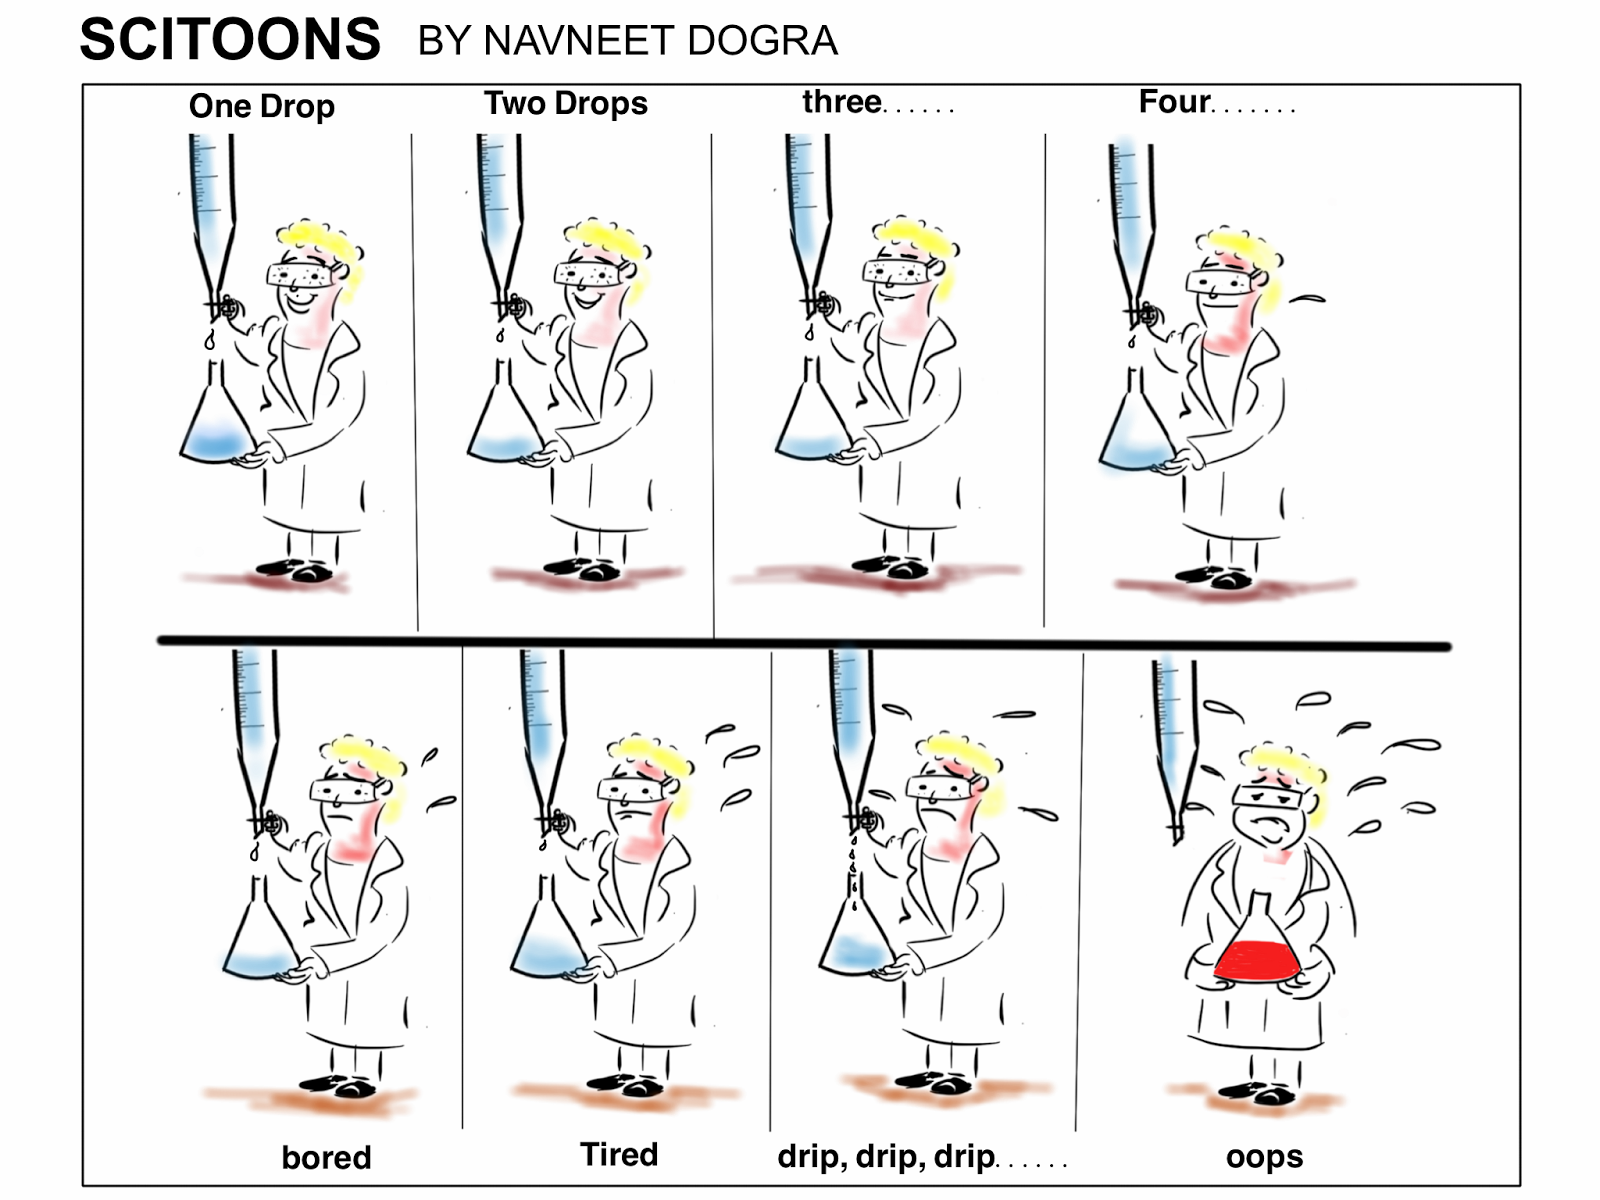 SCITOONS BY NAVNEET DOGRA
One Drop Two Drops three...... Four.......
bored Tired drip, drip, drip...... oops